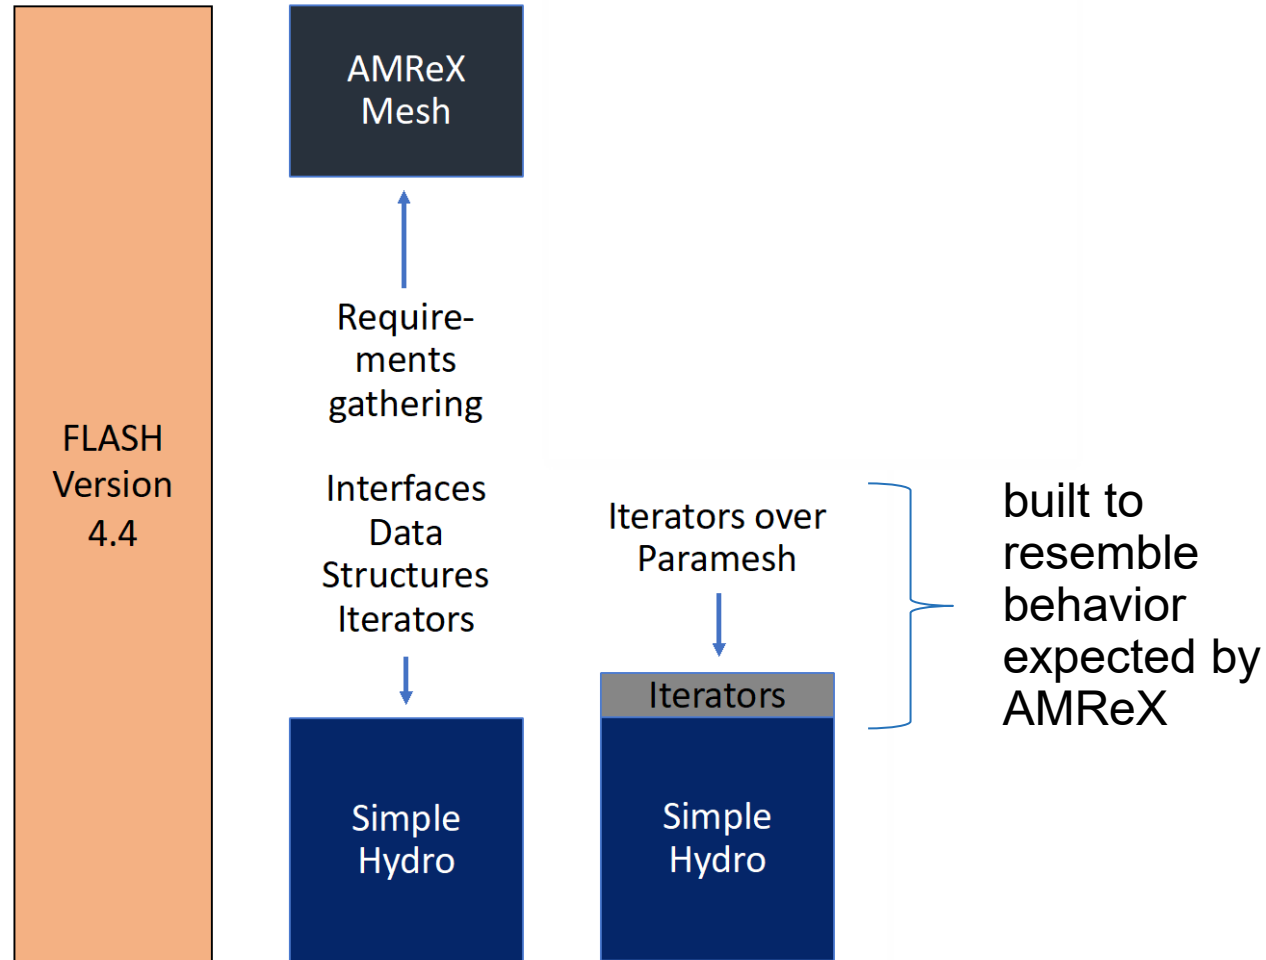 FLASH
Version
4.4
AMReX
Mesh
Require-
ments
gathering
Interfaces
Data
Structures
Iterators
Simple
Hydro
Iterators over
Paramesh
Iterators
Simple
Hydro
built to
resemble
behavior
expected by
AMReX